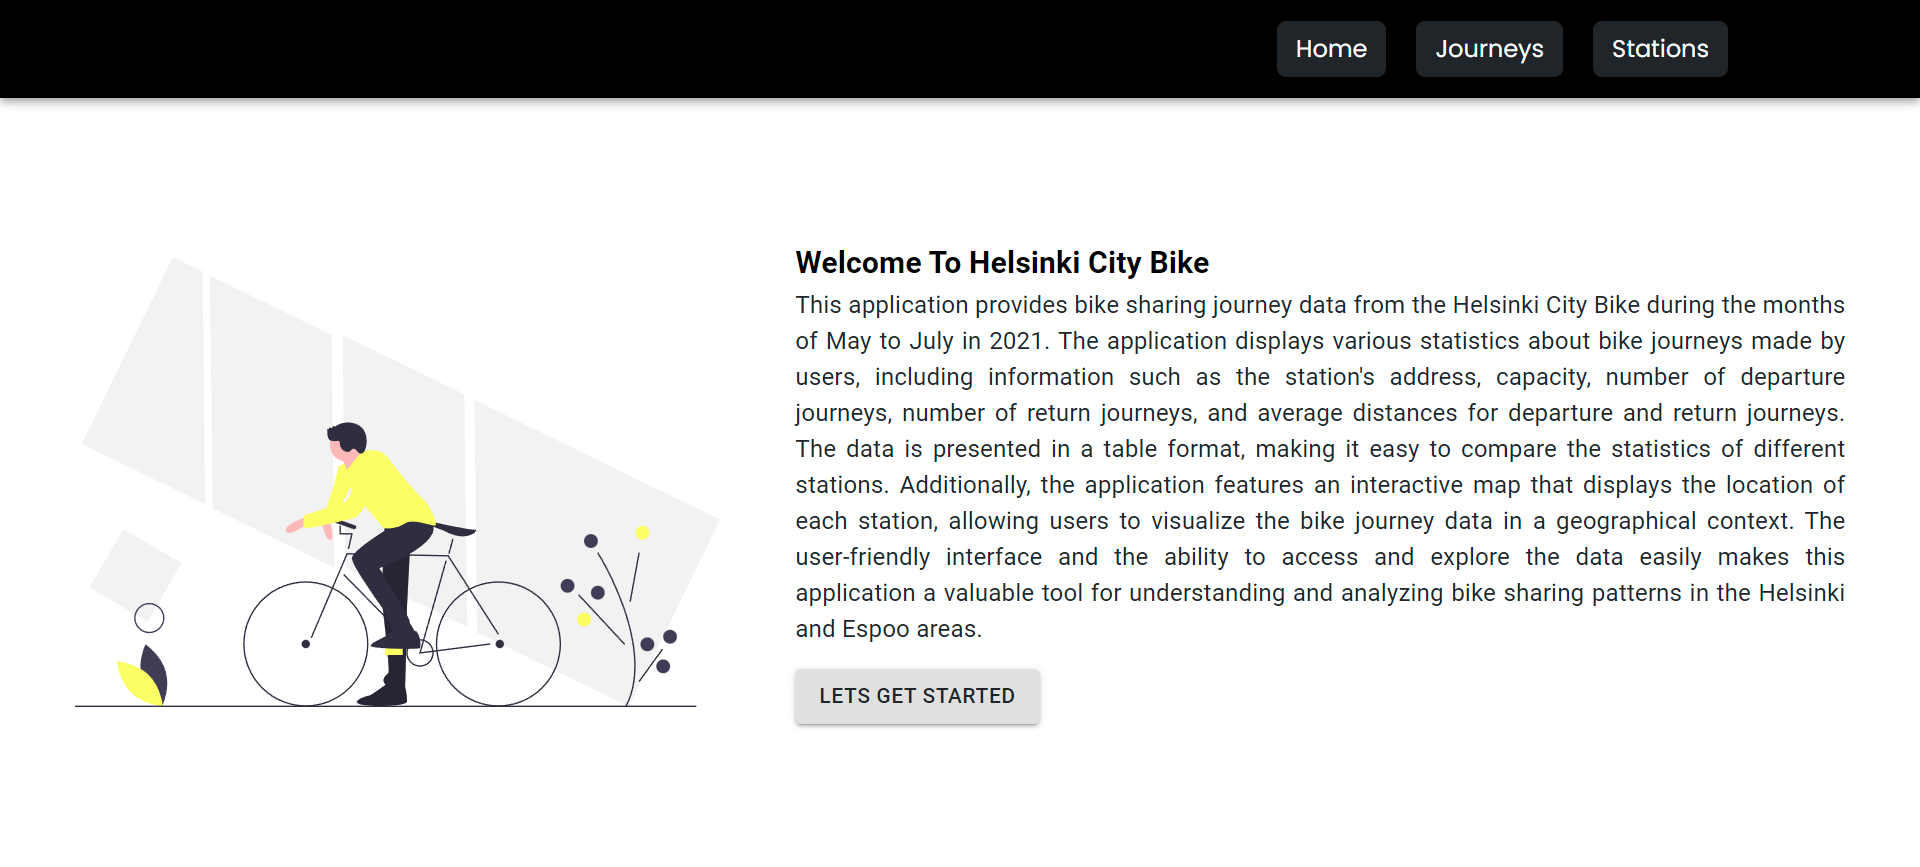 Home
Journeys
Stations
Welcome To Helsinki City Bike
This application provides bike sharing journey data from the Helsinki City Bike during the months
of May to July in 2021. The application displays various statistics about bike journeys made by
users, including information such as the station's address, capacity, number of departure
journeys, number of return journeys, and average distances for departure and return journeys.
The data is presented in a table format, making it easy to compare the statistics of different
stations. Additionally, the application features an interactive map that displays the location of
each station, allowing users to visualize the bike journey data in a geographical context. The
user-friendly interface and the ability to access and explore the data easily makes this
application a valuable tool for understanding and analyzing bike sharing patterns in the Helsinki
and Espoo areas.
LETS GET STARTED